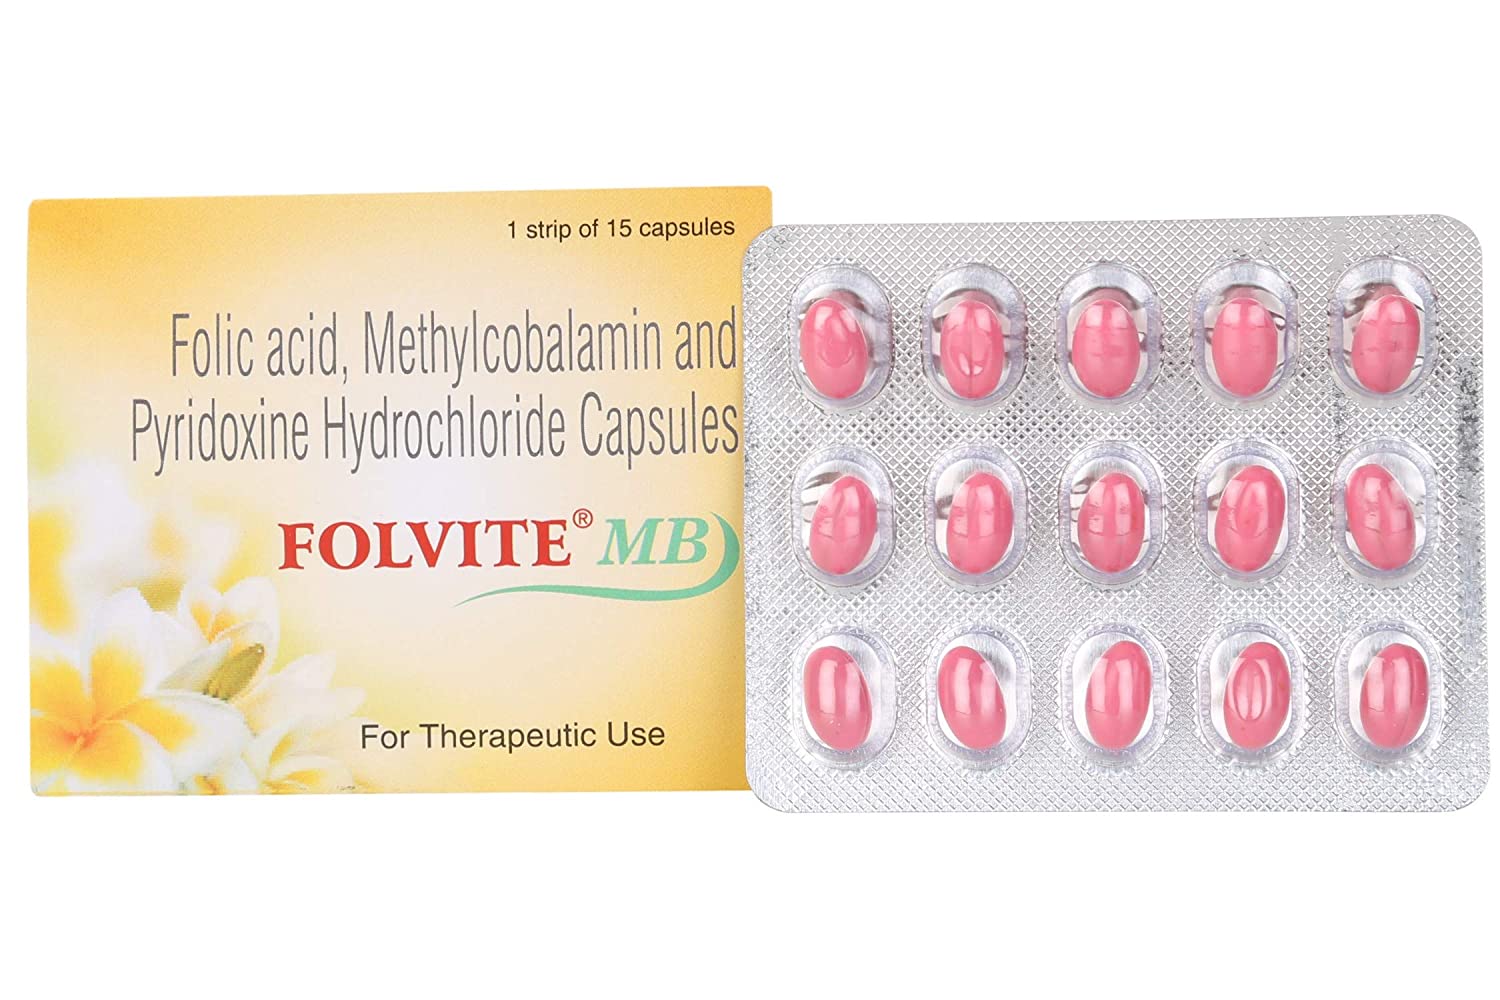 1 strip of 15 capsules
Folic acid, Methylcobalamin and
Pyridoxine Hydrochloride Capsules
FOLVITE® MB
For Therapeutic Use